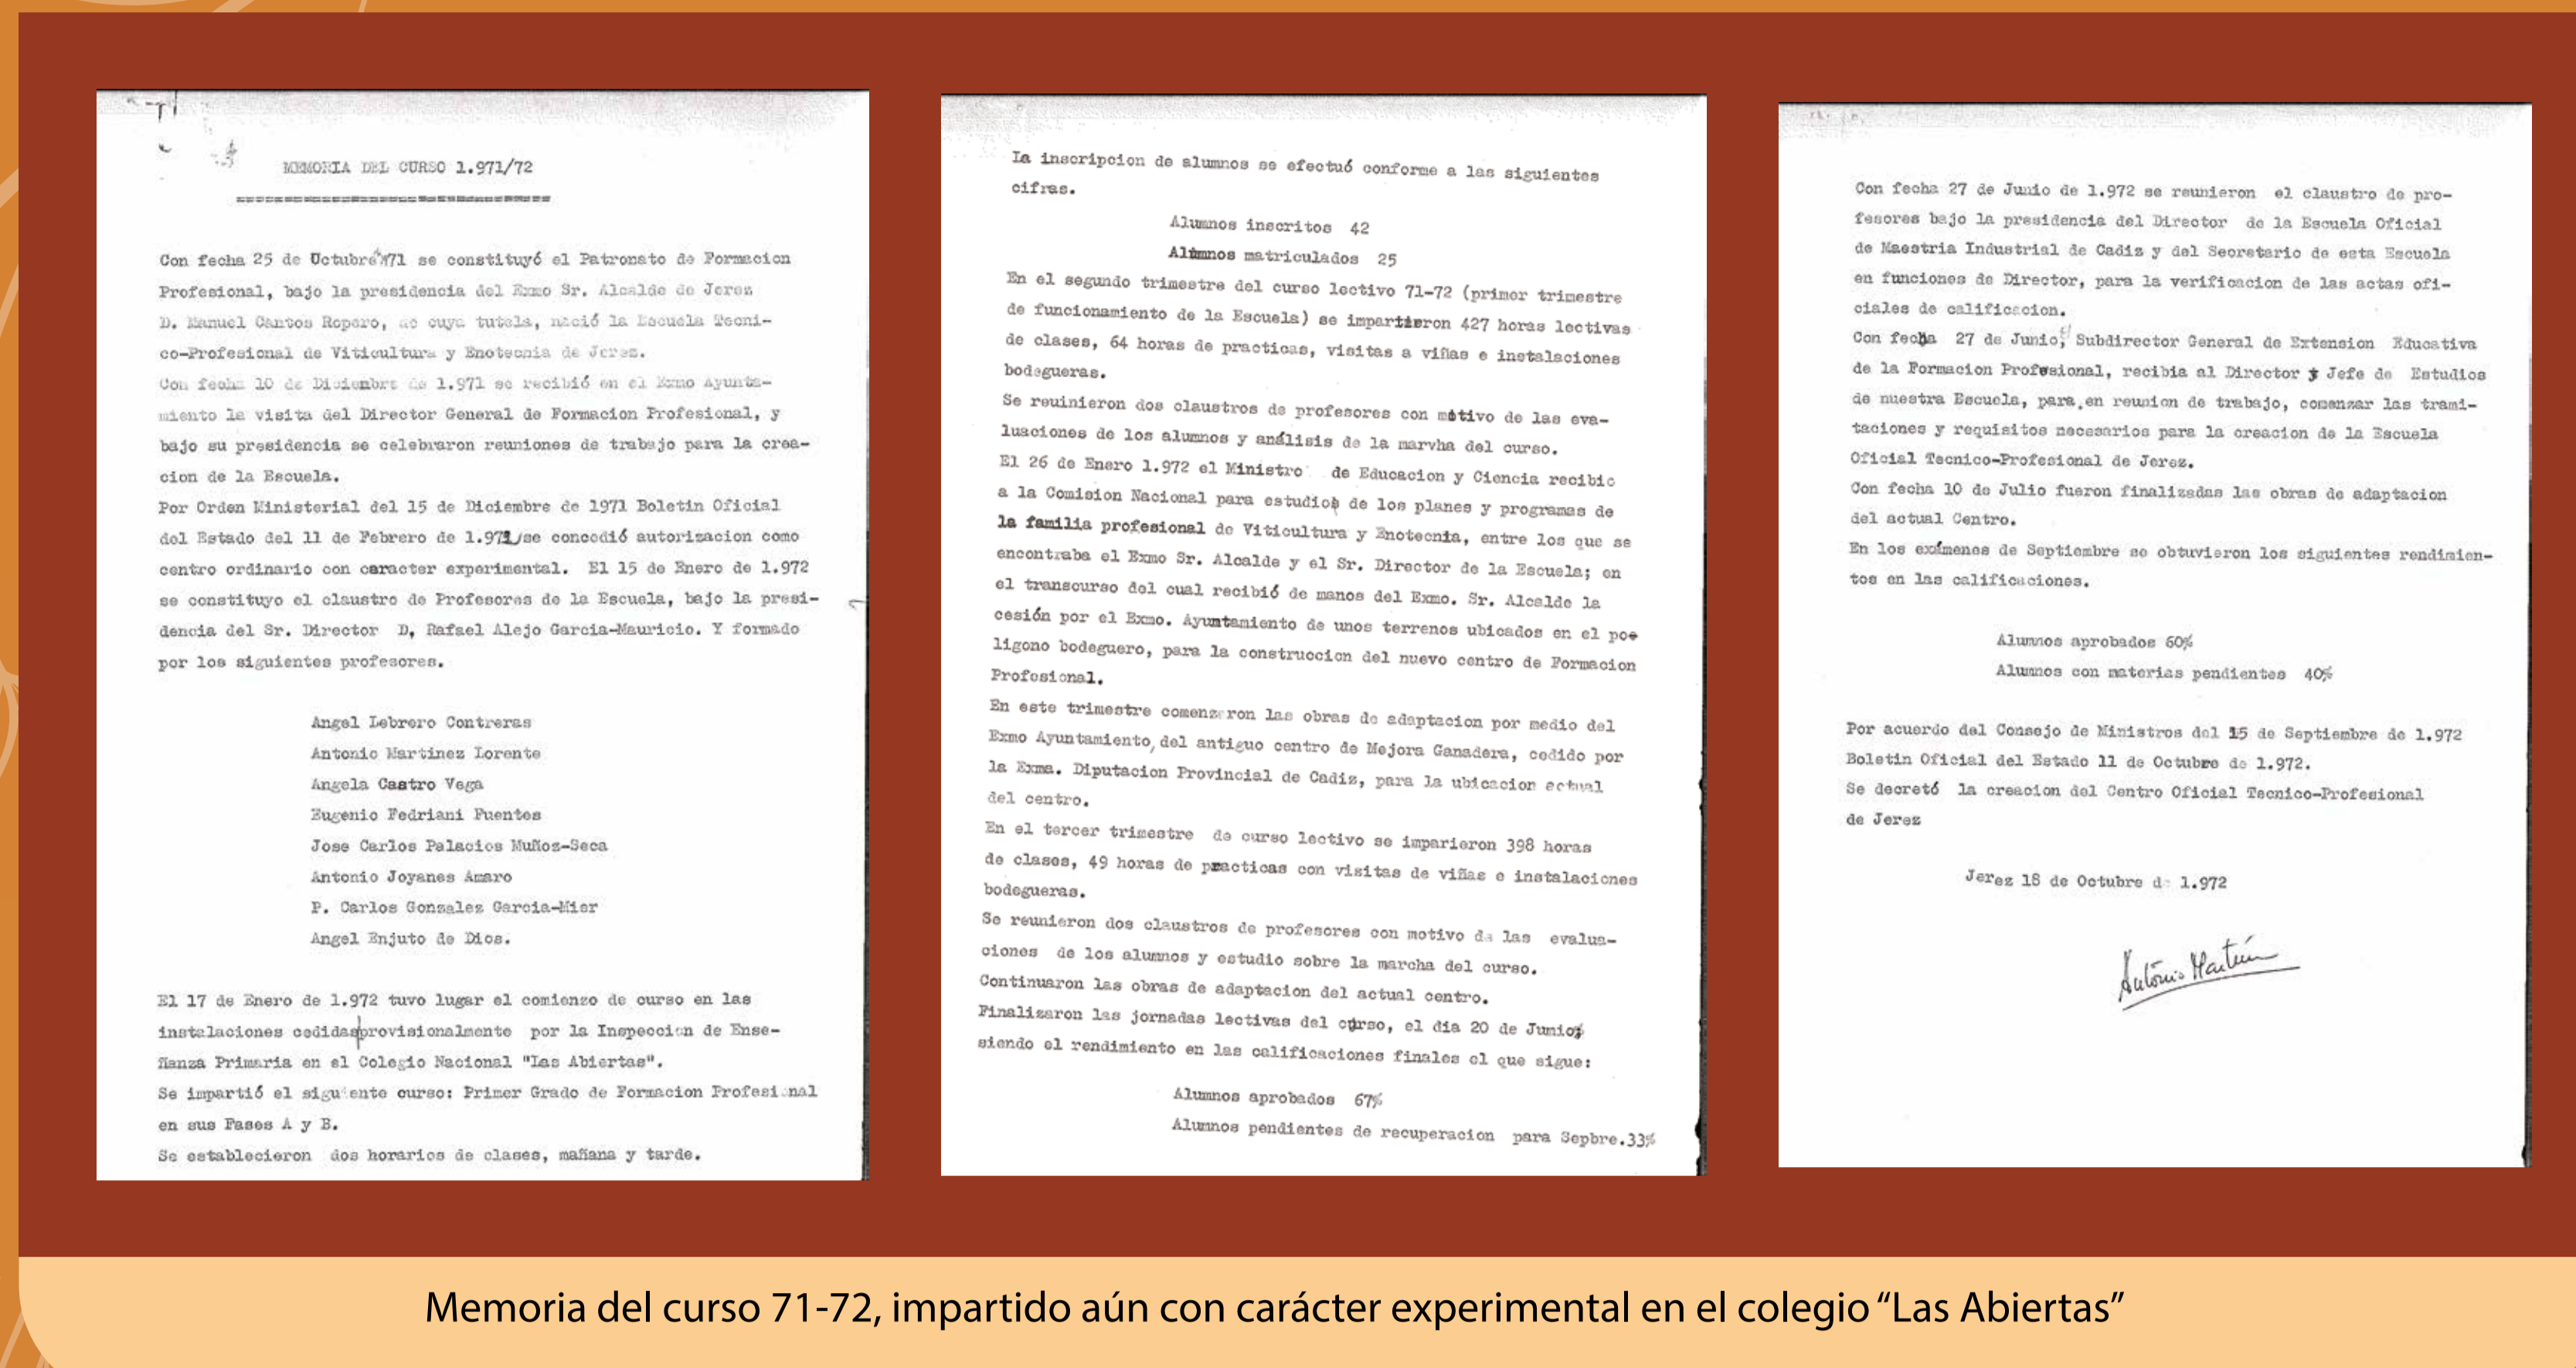 MEMORIA DEL CURSO 1.971/72
Con fecha 25 de Octubre 71 se constituyó el Patronato de Formacion
Profesional, bajo la presidencia del Exmo Sr. Alcalde de Jerez
D. Manuel Cantos Ropero, de cuya tutela, nació la Escuela Tecni-
co-Profesional de Viticultura y Enotecnia de Jerez.
Con fecha 10 de Diciembre de 1.971 se recibió en el Exmo Ayunta-
miento la visita del Director General de Formacion Profesional, y
bajo su presidencia se celebraron reuniones de trabajo para la crea-
cion de la Escuela.
Por Orden Ministerial del 15 de Diciembre de 1971 Boletin Oficial
del Estado del 11 de Febrero de se concedió autorizacion como
centro ordinario con caracter experimental. El 15 de Enero de 1.972
se constituyo el claustro de Profesores de la Escuela, bajo la presi-
dencia del Sr. Director D, Rafael Alejo Garcia-Mauricio. Y formado
por los siguientes profesores.
Angel Lebrero Contreras
Antonio Martinez Lorente
Angela Castro Vega
Eugenio Fedriani Fuentes
Jose Carlos Palacios Muñoz-Seca
Antonio Joyanes Amaro
P. Carlos Gonzalez Garcia-Mier
Angel Enjuto de Dios.
El 17 de Enero de 1.972 tuvo lugar el comienzo de curso en las
instalaciones cedidas provisionalmente por la Inspeccion de Ense-
ñanza Primaria en el Colegio Nacional "Las Abiertas".
Se impartió el siguiente curso: Primer Grado de Formacion Profesional
en sus Fases A y B.
Se establecieron dos horarios de clases, mañana y tarde.
La inscripcion de alumnos se efectuó conforme a las siguientes
cifras.
Alumnos inscritos 42
Alumnos matriculados 25
En el segundo trimestre del curso lectivo 71-72 (primer trimestre
de funcionamiento de la Escuela) se impartieron 427 horas lectivas
de clases, 64 horas de practicas, visitas a viñas e instalaciones
bodegueras.
Se reuinieron dos claustros de profesores con motivo de las eva-
luaciones de los alumnos y análisis de la marvha del curso.
El 26 de Enero 1.972 el Ministro de Educacion y Ciencia recibio
a la Comision Nacional para estudios de los planes y programas de
la familia profesional de Viticultura y Enotecnia, entre los que se
encontraba el Exmo Sr. Alcalde y el Sr. Director de la Escuela; en
el transcurso del cual recibió de manos del Exmo. Sr. Alcalde la
cesión por el Exmo. Ayuntamiento de unos terrenos ubicados en el po-
ligono bodeguero, para la construccion del nuevo centro de Formacion
Profesional.
En este trimestre comenzaron las obras de adaptacion por medio del
Exmo Ayuntamiento, del antiguo centro de Mejora Ganadera, cedido por
la Exma. Diputacion Provincial de Cadiz, para la ubicacion actual
del centro.
En el tercer trimestre de curso lectivo se imparieron 398 horas
de clases, 49 horas de practicas con visitas de viñas e instalaciones
bodegueras.
Se reunieron dos claustros de profesores con motivo de las evalua-
ciones de los alumnos y estudio sobre la marcha del curso.
Continuaron las obras de adaptacion del actual centro.
Finalizaron las jornadas lectivas del curso, el dia 20 de Junio,
siendo el rendimiento en las calificaciones finales el que sigue:
Alumnos aprobados 67%
Alumnos pendientes de recuperacion para Sepbre.33%
Con fecha 27 de Junio de 1.972 se reunieron el claustro de pro-
fesores bajo la presidencia del Director de la Escuela Oficial
de Maestria Industrial de Cadiz y del Secretario de esta Escuela
en funciones de Director, para la verificacion de las actas ofi-
ciales de calificacion.
Con fecha 27 de Junio, Subdirector General de Extension Educativa
de la Formacion Profesional, recibia al Director y Jefe de Estudios
de nuestra Escuela, para, en reunion de trabajo, comenzar las trami-
taciones y requisitos necesarios para la creacion de la Escuela
Oficial Tecnico-Profesional de Jerez.
Con fecha 10 de Julio fueron finalizadas las obras de adaptacion
del actual Centro.
En los exámenes de Septiembre se obtuvieron los siguientes rendimien-
tos en las calificaciones.
Alumnos aprobados 60%
Alumnos con materias pendientes 40%
Por acuerdo del Consejo de Ministros del 15 de Septiembre de 1.972
Boletin Oficial del Estado 11 de Octubre de 1.972.
Se decretó la creacion del Centro Oficial Tecnico-Profesional
de Jerez
Jerez 18 de Octubre de 1.972
Antonio
Memoria del curso 71-72, impartido aún con carácter experimental en el colegio “Las Abiertas”